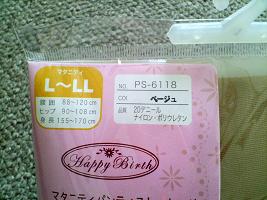 マタニティ
L～LL
腰囲 88～120cm
ヒップ 90～108cm
身長 155～170cm
NO. PS-6118
COL ベージュ
品質 20デニール
ナイロン・ポリウレタン
Happy Birth